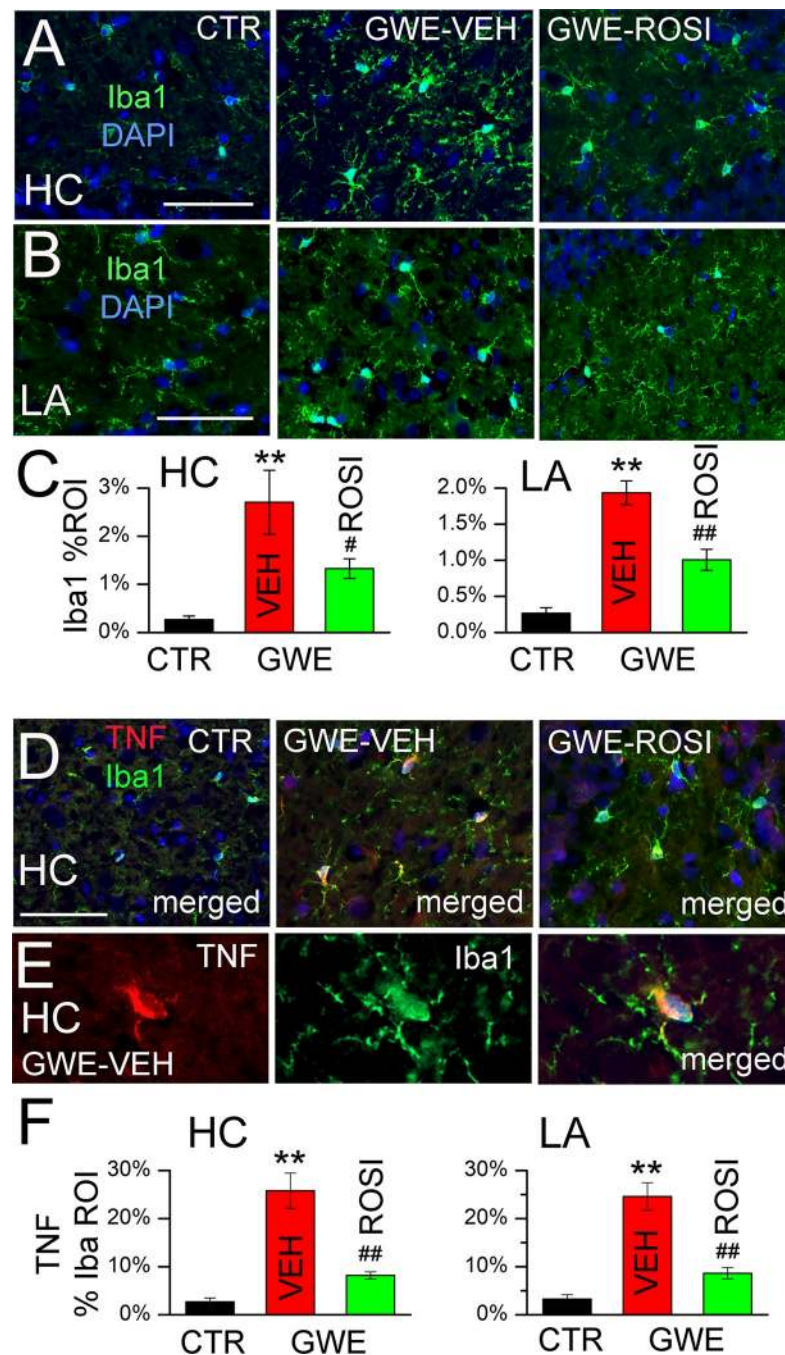 A CTR GWE-VEH GWE-ROSI
Iba1
DAPI
HC
B Iba1
DAPI
LA
C HC LA
Iba1 %ROI
3%
2%
1%
0%
**
VEH
#
ROSI
CTR GWE
2.0%
1.5%
1.0%
0.5%
0.0%
**
VEH
##
ROSI
CTR GWE
D TNF CTR GWE-VEH GWE-ROSI
Iba1
HC
merged merged merged
E TNF Iba1
HC
GWE-VEH merged
F HC LA
TNF
% Iba ROI
30%
20%
10%
0%
**
VEH
##
ROSI
CTR GWE
30%
20%
10%
0%
**
VEH
##
ROSI
CTR GWE